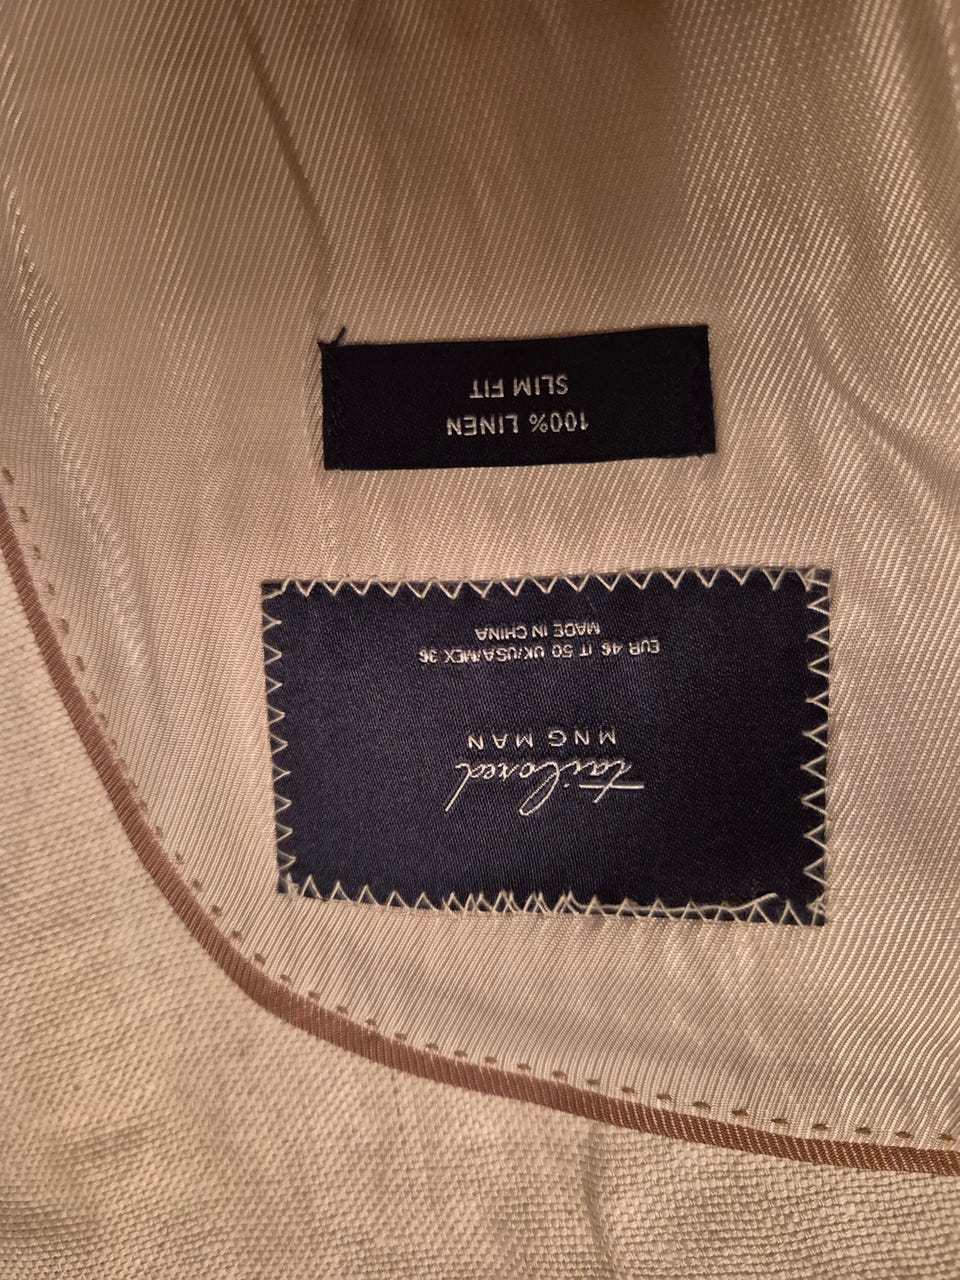 tailored
MNG MAN
EUR 46 IT 50 UK/USA/MEX 36
MADE IN CHINA
100% LINEN
SLIM FIT